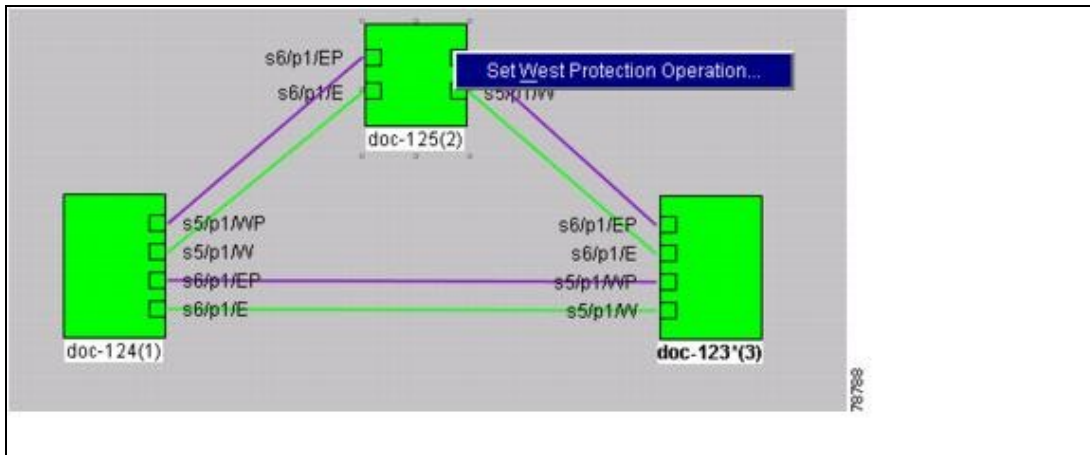 s6/p1/EP
Set West Protection Operation...
s6/p1/E
s5/p1/W
doc-125(2)
s5/p1/WP
s6/p1/EP
s5/p1/W
s6/p1/E
s6/p1/EP
s5/p1/WP
s6/p1/E
s5/p1/W
doc-124(1)
doc-123*(3)
78788